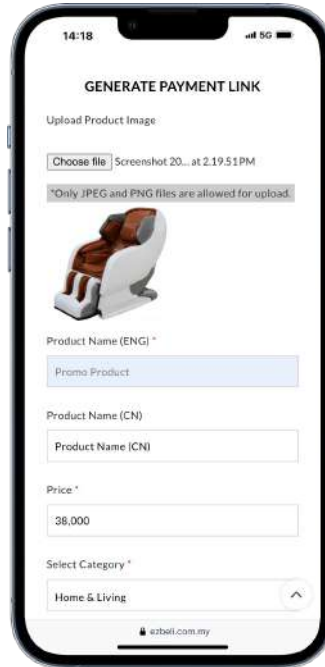 14:18
5G
GENERATE PAYMENT LINK
Upload Product Image
Choose file Screenshot 20... at 2.19.51 PM
*Only JPEG and PNG files are allowed for upload.
Product Name (ENG) *
Promo Product
Product Name (CN)
Product Name (CN)
Price *
38,000
Select Category *
Home & Living
ezbeli.com.my